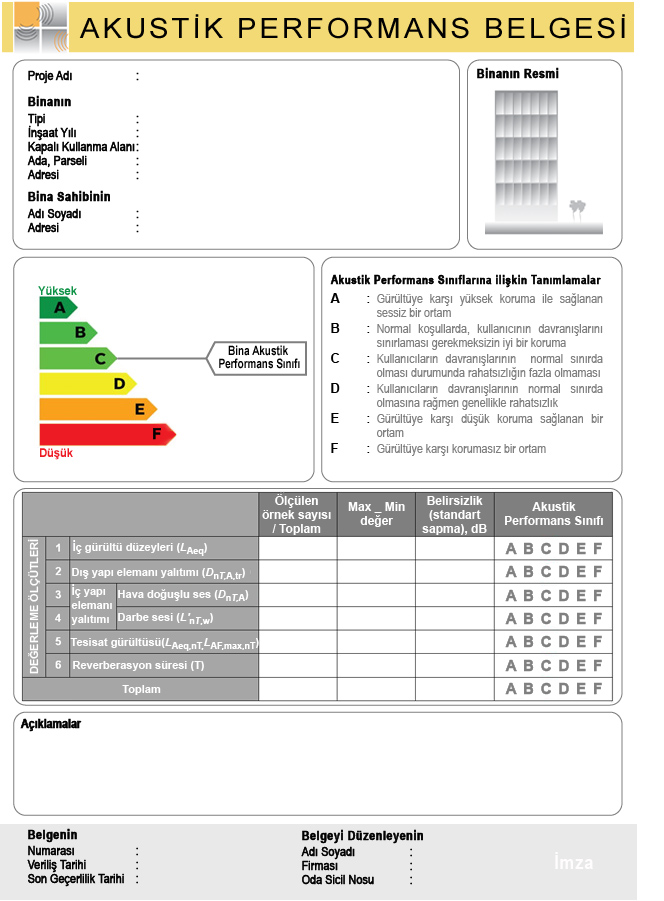 AKUSTİK PERFORMANS BELGESİ
Proje Adı :
Binanın
Tipi :
İnşaat Yılı :
Kapalı Kullanma Alanı :
Ada, Parseli :
Adresi :
Bina Sahibinin
Adı Soyadı :
Adresi :
Binanın Resmi
Yüksek
A
B
C
D
E
F
Düşük
Bina Akustik
Performans Sınıfı
Akustik Performans Sınıflarına ilişkin Tanımlamalar
A : Gürültüye karşı yüksek koruma ile sağlanan
sessiz bir ortam
B : Normal koşullarda, kullanıcının davranışlarını
sınırlaması gerekmeksizin iyi bir koruma
C : Kullanıcıların davranışlarının normal sınırda
olması durumunda rahatsızlığın fazla olmaması
D : Kullanıcıların davranışlarının normal sınırda
olmasına rağmen genellikle rahatsızlık
E : Gürültüye karşı düşük koruma sağlanan bir
ortam
F : Gürültüye karşı korumasız bir ortam
Ölçülen
örnek sayısı
/ Toplam
Max _ Min
değer
Belirsizlik
(standart
sapma), dB
Akustik
Performans Sınıfı
DEĞERLEME ÖLÇÜTLERİ
1 İç gürültü düzeyleri (LAeq) A B C D E F
2 Dış yapı elemanı yalıtımı (DnT,A,tr) A B C D E F
İç yapı
elemanı
yalıtımı
3 Hava doğuşlu ses (DnT,A) A B C D E F
4 Darbe sesi (L'nT,w) A B C D E F
5 Tesisat gürültüsü(LAeq,nT,LAF,max,nT) A B C D E F
6 Reverberasyon süresi (T) A B C D E F
Toplam A B C D E F
Açıklamalar
Belgenin
Numarası :
Veriliş Tarihi :
Son Geçerlilik Tarihi :
Belgeyi Düzenleyenin
Adı Soyadı :
Firması :
Oda Sicil Nosu :
İmza